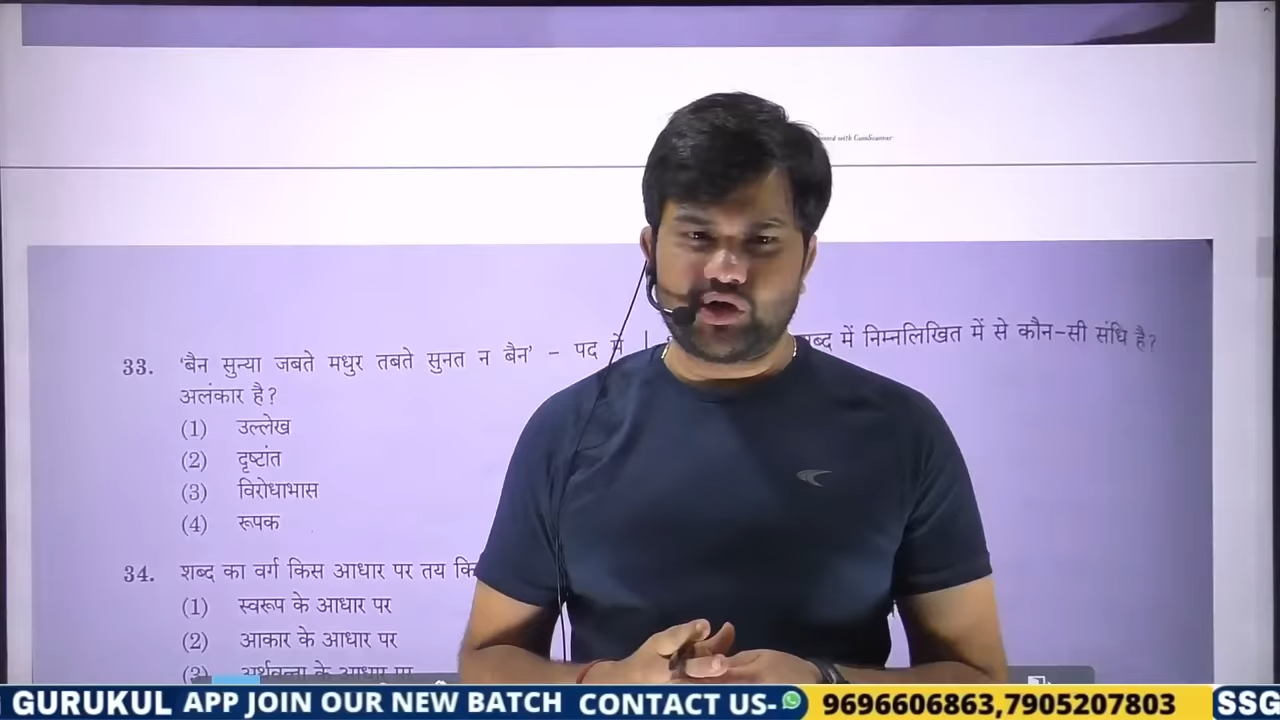 33. 'बैन सुन्या जबते मधुर तबते सुनत न बैन' – पद में
अलंकार है?
(1) उल्लेख
(2) दृष्टांत
(3) विरोधाभास
(4) रूपक
34. शब्द का वर्ग किस आधार पर तय
(1) स्वरूप के आधार पर
(2) आकार के आधार पर
में निम्नलिखित में से कौन-सी संधि है?
GURUKUL APP JOIN OUR NEW BATCH CONTACT US- 9696606863,7905207803 SSG